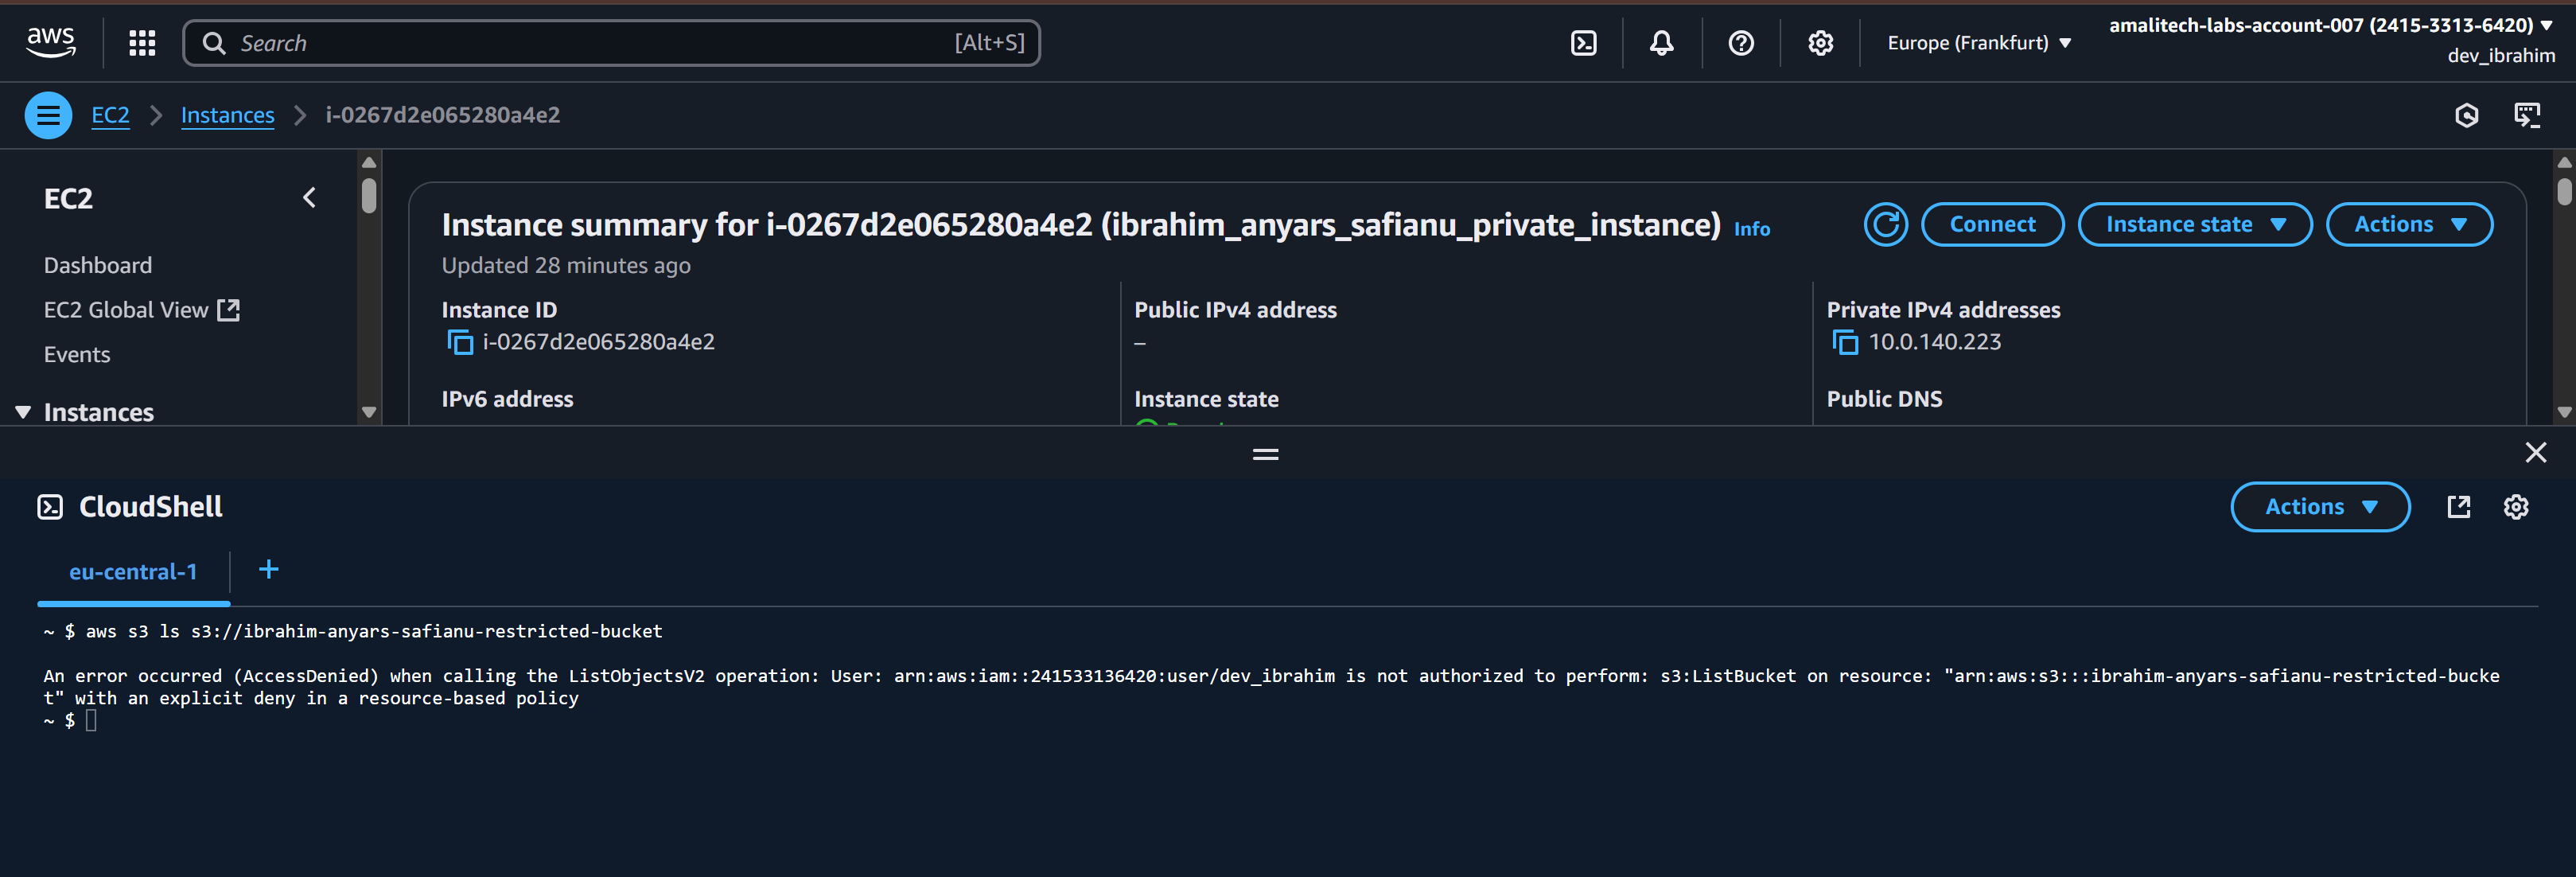 aws
Search
[Alt+S]
Europe (Frankfurt)
amalitech-labs-account-007 (2415-3313-6420)
dev_ibrahim
EC2
Instances
i-0267d2e065280a4e2
EC2
Dashboard
EC2 Global View
Events
Instances
Instance summary for i-0267d2e065280a4e2 (ibrahim_anyars_safianu_private_instance) Info
Connect
Instance state
Actions
Updated 28 minutes ago
Instance ID
i-0267d2e065280a4e2
Public IPv4 address
–
Private IPv4 addresses
10.0.140.223
IPv6 address
Instance state
Public DNS
CloudShell
Actions
eu-central-1
+
~ $ aws s3 ls s3://ibrahim-anyars-safianu-restricted-bucket
An error occurred (AccessDenied) when calling the ListObjectsV2 operation: User: arn:aws:iam::241533136420:user/dev_ibrahim is not authorized to perform: s3:ListBucket on resource: "arn:aws:s3:::ibrahim-anyars-safianu-restricted-bucke
t" with an explicit deny in a resource-based policy
~ $